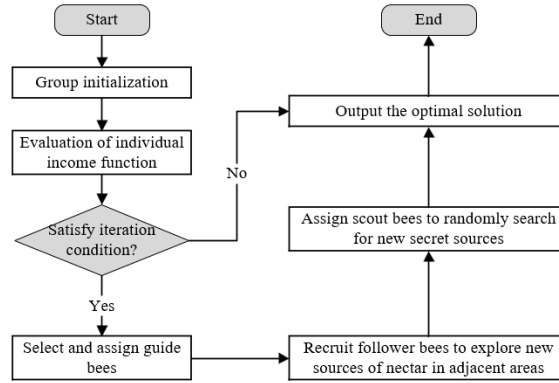 Start
Group initialization
Evaluation of individual
income function
Satisfy iteration
condition?
No
Yes
Select and assign guide
bees
Recruit follower bees to explore new
sources of nectar in adjacent areas
Assign scout bees to randomly search
for new secret sources
Output the optimal solution
End